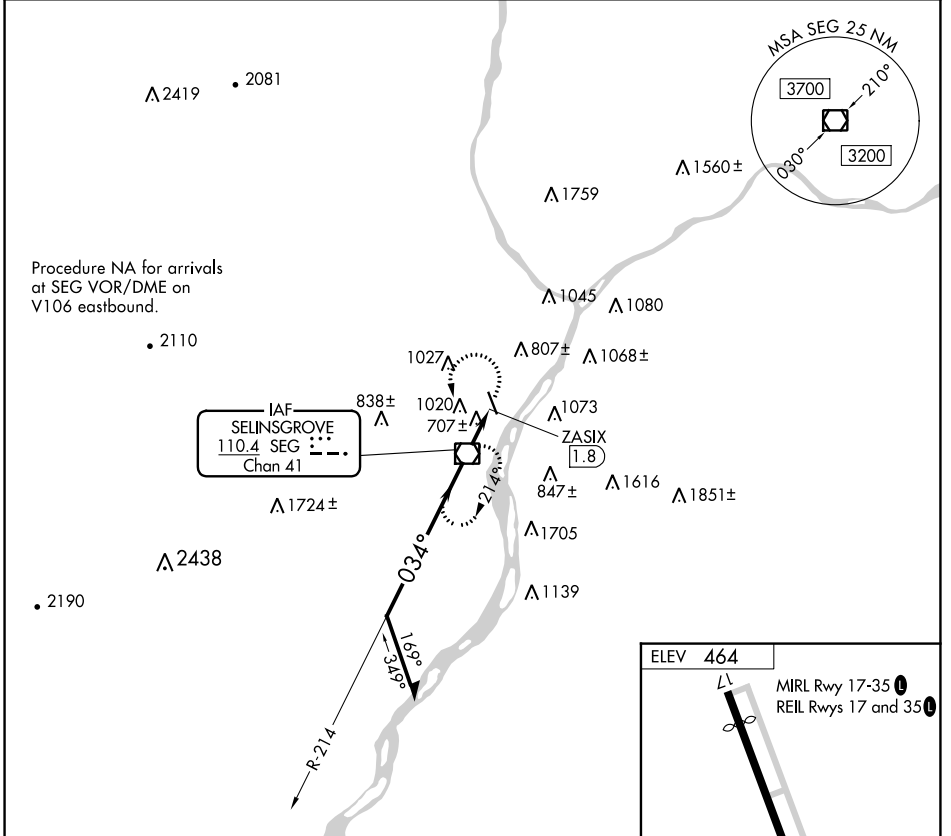 MSA SEG 25 NM
3700
210°
030°
3200
2419
2081
1560±
1759
Procedure NA for arrivals
at SEG VOR/DME on
V106 eastbound.
1045
1080
2110
1027
807±
1068±
838±
1020
707±
1073
IAF
SELINSGROVE
110.4 SEG
Chan 41
ZASIX
1.8
214°
847±
1616
1851±
1724±
1705
034°
2438
1139
2190
169°
349°
R-214
ELEV 464
17
MIRL Rwy 17-35 L
REIL Rwys 17 and 35 L